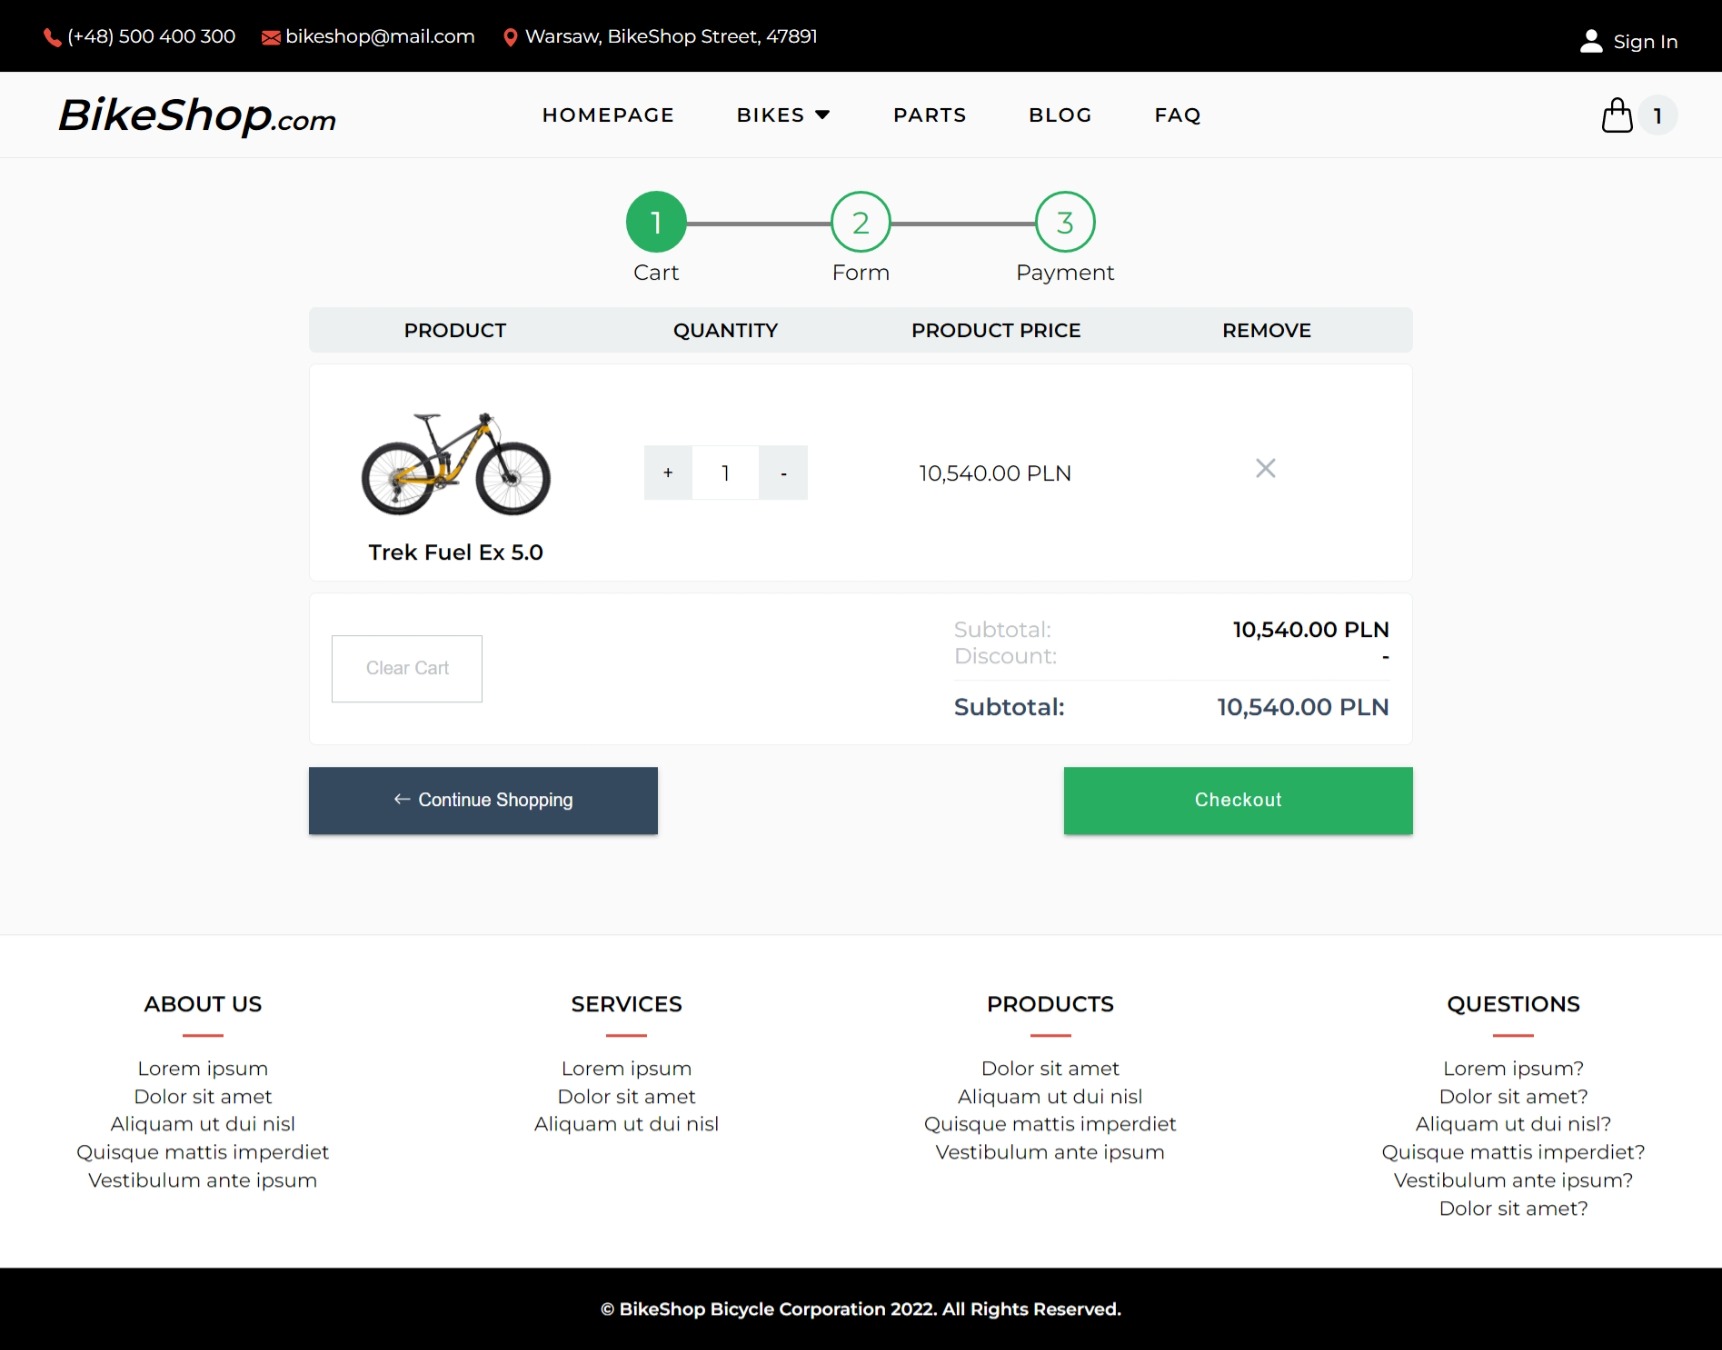 (+48) 500 400 300 bikeshop@mail.com Warsaw, BikeShop Street, 47891 Sign In
BikeShop.com HOMEPAGE BIKES PARTS BLOG FAQ 1
1 2 3
Cart Form Payment
PRODUCT QUANTITY PRODUCT PRICE REMOVE
+ 1 - 10,540.00 PLN
Trek Fuel Ex 5.0
Subtotal: 10,540.00 PLN
Discount: -
Clear Cart
Subtotal: 10,540.00 PLN
← Continue Shopping Checkout
ABOUT US
Lorem ipsum
Dolor sit amet
Aliquam ut dui nisl
Quisque mattis imperdiet
Vestibulum ante ipsum
SERVICES
Lorem ipsum
Dolor sit amet
Aliquam ut dui nisl
PRODUCTS
Dolor sit amet
Aliquam ut dui nisl
Quisque mattis imperdiet
Vestibulum ante ipsum
QUESTIONS
Lorem ipsum?
Dolor sit amet?
Aliquam ut dui nisl?
Quisque mattis imperdiet?
Vestibulum ante ipsum?
Dolor sit amet?
© BikeShop Bicycle Corporation 2022. All Rights Reserved.